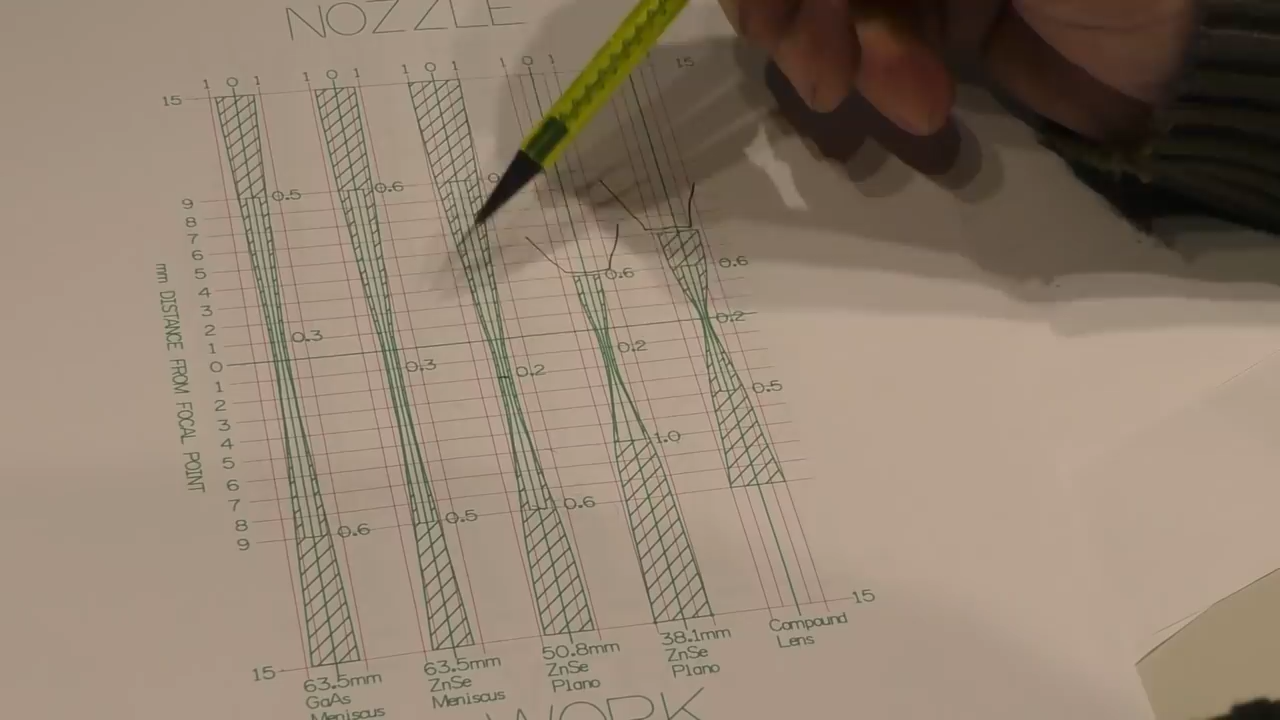 NOZZLE
1 0 1 1 0 1 1 0 1 1 0 1 15
15
0.5 0.6
9
8
7
6
5
4
3
2
1
0
1
2
3
4
5
6
7
8
9
mm DISTANCE FROM FOCAL POINT
0.6 0.6
0.3 0.3 0.2 0.2 0.2
0.5
1.0
0.6 0.5 0.6
15
15
63.5mm
GaAs
Meniscus
63.5mm
ZnSe
Meniscus
50.8mm
ZnSe
Plano
38.1mm
ZnSe
Plano
Compound
Lens
WORK